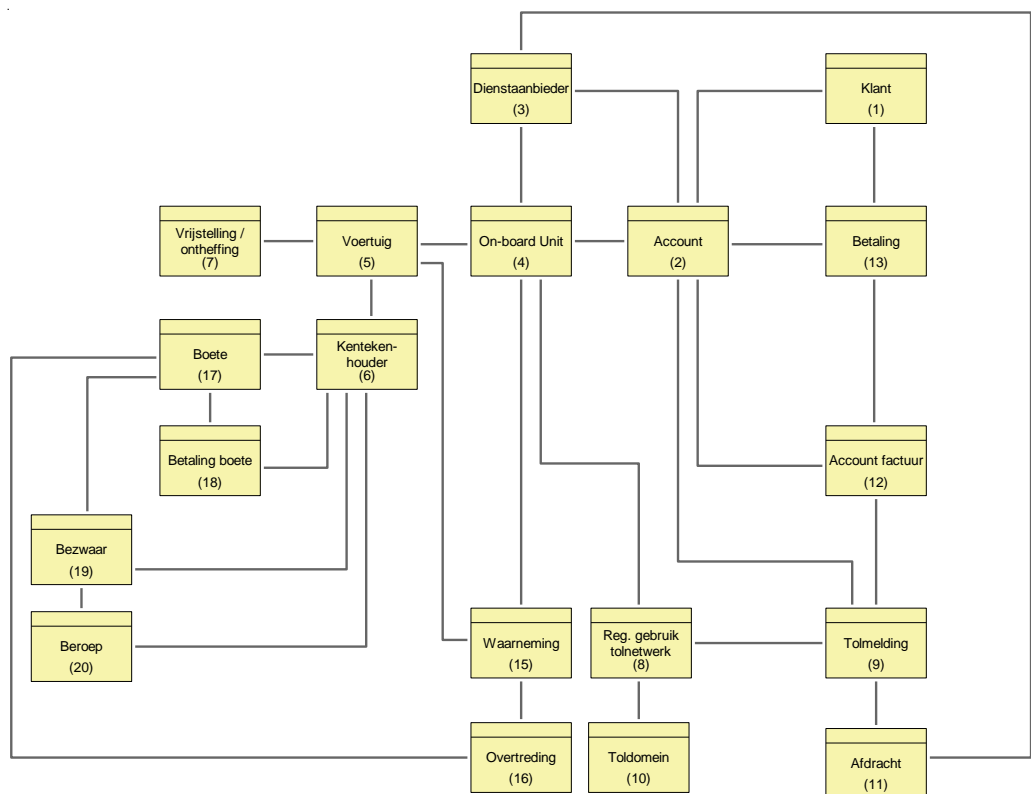 Dienstaanbieder
(3)
Klant
(1)
Vrijstelling /
ontheffing
(7)
Voertuig
(5)
On-board Unit
(4)
Account
(2)
Betaling
(13)
Boete
(17)
Kenteken-
houder
(6)
Betaling boete
(18)
Account factuur
(12)
Bezwaar
(19)
Beroep
(20)
Waarneming
(15)
Reg. gebruik
tolnetwerk
(8)
Tolmelding
(9)
Overtreding
(16)
Toldomein
(10)
Afdracht
(11)